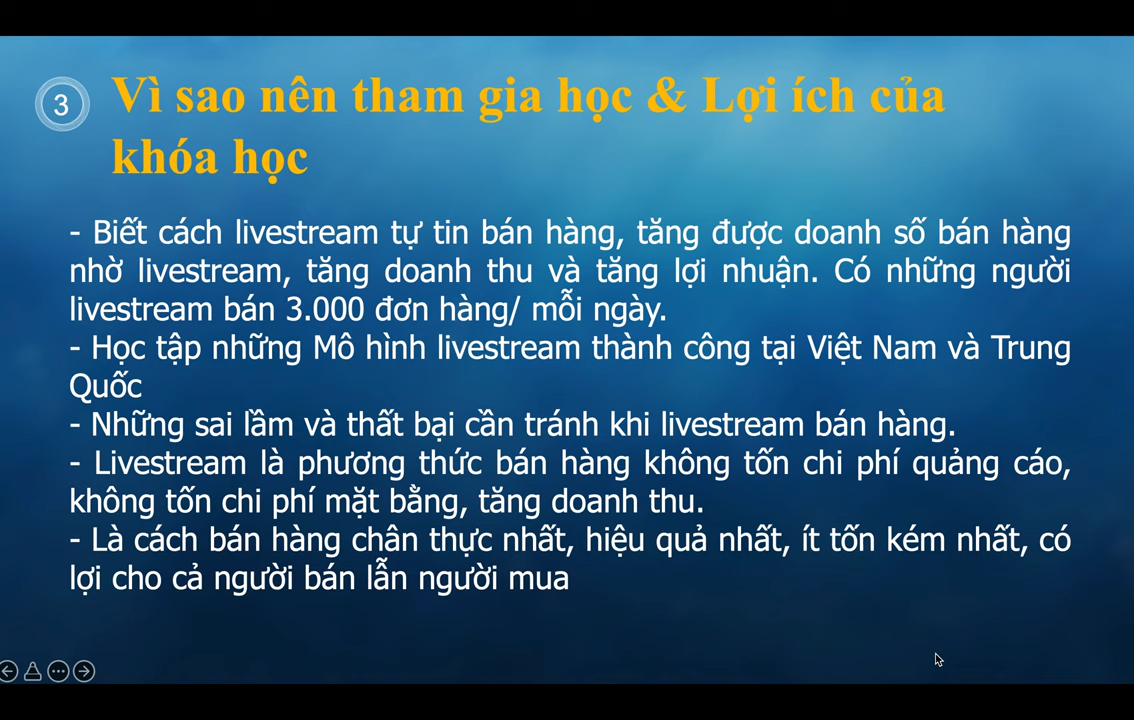 3
Vì sao nên tham gia học & Lợi ích của
khóa học
- Biết cách livestream tự tin bán hàng, tăng được doanh số bán hàng
nhờ livestream, tăng doanh thu và tăng lợi nhuận. Có những người
livestream bán 3.000 đơn hàng/ mỗi ngày.
- Học tập những Mô hình livestream thành công tại Việt Nam và Trung
Quốc
- Những sai lầm và thất bại cần tránh khi livestream bán hàng.
- Livestream là phương thức bán hàng không tốn chi phí quảng cáo,
không tốn chi phí mặt bằng, tăng doanh thu.
- Là cách bán hàng chân thực nhất, hiệu quả nhất, ít tốn kém nhất, có
lợi cho cả người bán lẫn người mua